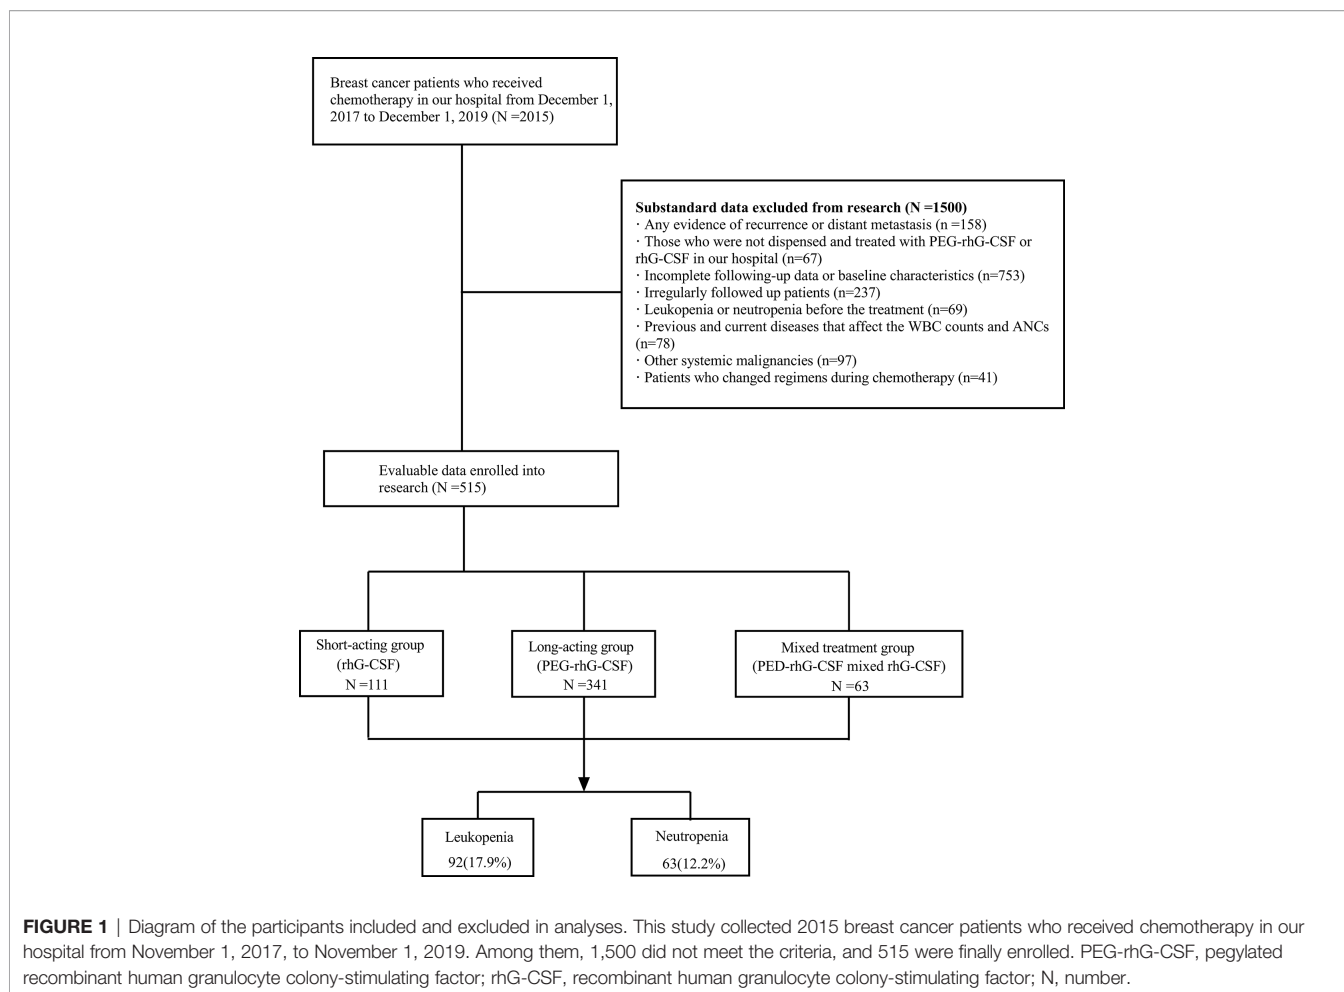 Breast cancer patients who received
chemotherapy in our hospital from December 1,
2017 to December 1, 2019 (N =2015)
Substandard data excluded from research (N =1500)
· Any evidence of recurrence or distant metastasis (n =158)
· Those who were not dispensed and treated with PEG-rhG-CSF or
rhG-CSF in our hospital (n=67)
· Incomplete following-up data or baseline characteristics (n=753)
· Irregularly followed up patients (n=237)
· Leukopenia or neutropenia before the treatment (n=69)
· Previous and current diseases that affect the WBC counts and ANCs
(n=78)
· Other systemic malignancies (n=97)
· Patients who changed regimens during chemotherapy (n=41)
Evaluable data enrolled into
research (N =515)
Short-acting group
(rhG-CSF)
N =111
Long-acting group
(PEG-rhG-CSF)
N =341
Mixed treatment group
(PED-rhG-CSF mixed rhG-CSF)
N =63
Leukopenia
92(17.9%)
Neutropenia
63(12.2%)
FIGURE 1 | Diagram of the participants included and excluded in analyses. This study collected 2015 breast cancer patients who received chemotherapy in our
hospital from November 1, 2017, to November 1, 2019. Among them, 1,500 did not meet the criteria, and 515 were finally enrolled. PEG-rhG-CSF, pegylated
recombinant human granulocyte colony-stimulating factor; rhG-CSF, recombinant human granulocyte colony-stimulating factor; N, number.